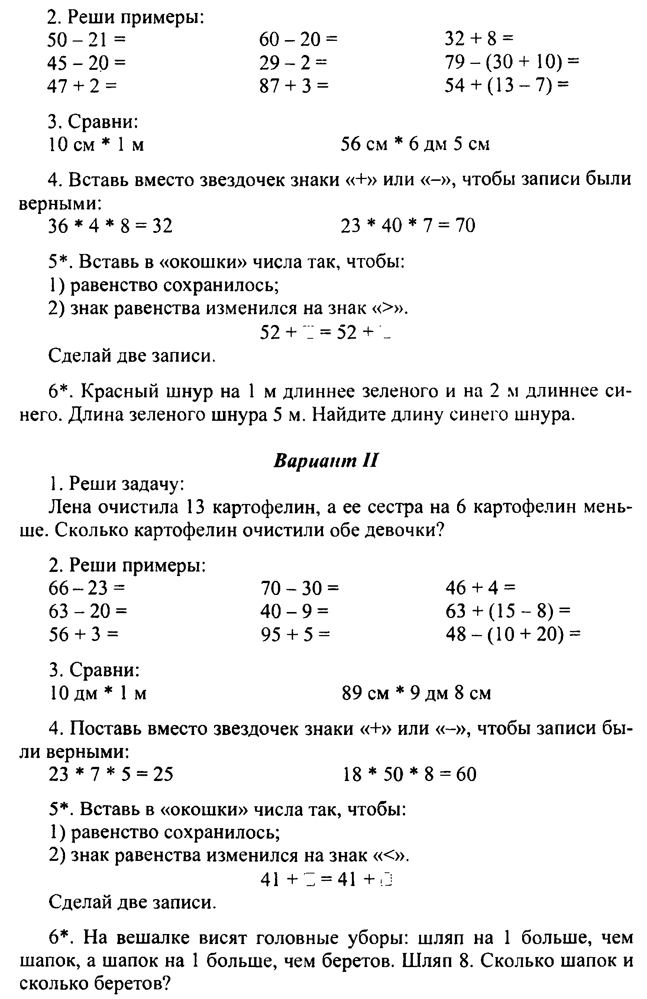 2. Реши примеры:
50 – 21 = 60 – 20 = 32 + 8 =
45 – 20 = 29 – 2 = 79 – (30 + 10) =
47 + 2 = 87 + 3 = 54 + (13 – 7) =
3. Сравни:
10 см * 1 м 56 см * 6 дм 5 см
4. Вставь вместо звездочек знаки «+» или «–», чтобы записи были
верными:
36 * 4 * 8 = 32 23 * 40 * 7 = 70
5*. Вставь в «окошки» числа так, чтобы:
1) равенство сохранилось;
2) знак равенства изменился на знак «>».
52 + □ = 52 + □
Сделай две записи.
6*. Красный шнур на 1 м длиннее зеленого и на 2 м длиннее си-
него. Длина зеленого шнура 5 м. Найдите длину синего шнура.
Вариант II
1. Реши задачу:
Лена очистила 13 картофелин, а ее сестра на 6 картофелин мень-
ше. Сколько картофелин очистили обе девочки?
2. Реши примеры:
66 – 23 = 70 – 30 = 46 + 4 =
63 – 20 = 40 – 9 = 63 + (15 – 8) =
56 + 3 = 95 + 5 = 48 – (10 + 20) =
3. Сравни:
10 дм * 1 м 89 см * 9 дм 8 см
4. Поставь вместо звездочек знаки «+» или «–», чтобы записи бы-
ли верными:
23 * 7 * 5 = 25 18 * 50 * 8 = 60
5*. Вставь в «окошки» числа так, чтобы:
1) равенство сохранилось;
2) знак равенства изменился на знак «<».
41 + □ = 41 + □
Сделай две записи.
6*. На вешалке висят головные уборы: шляп на 1 больше, чем
шапок, а шапок на 1 больше, чем беретов. Шляп 8. Сколько шапок и
сколько беретов?